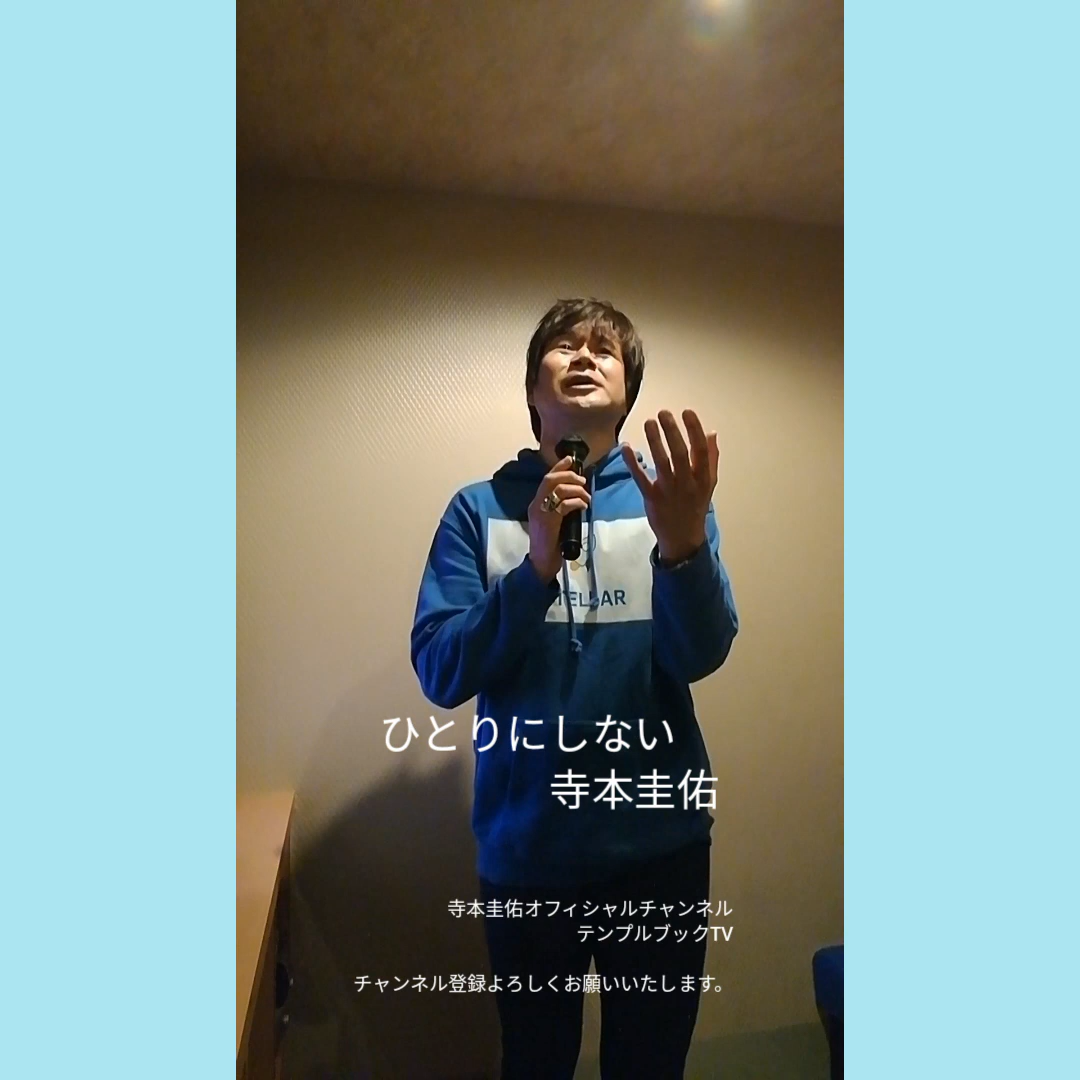 ひとりにしない
寺本圭佑
寺本圭佑オフィシャルチャンネル
テンプルブックTV
チャンネル登録よろしくお願いいたします。